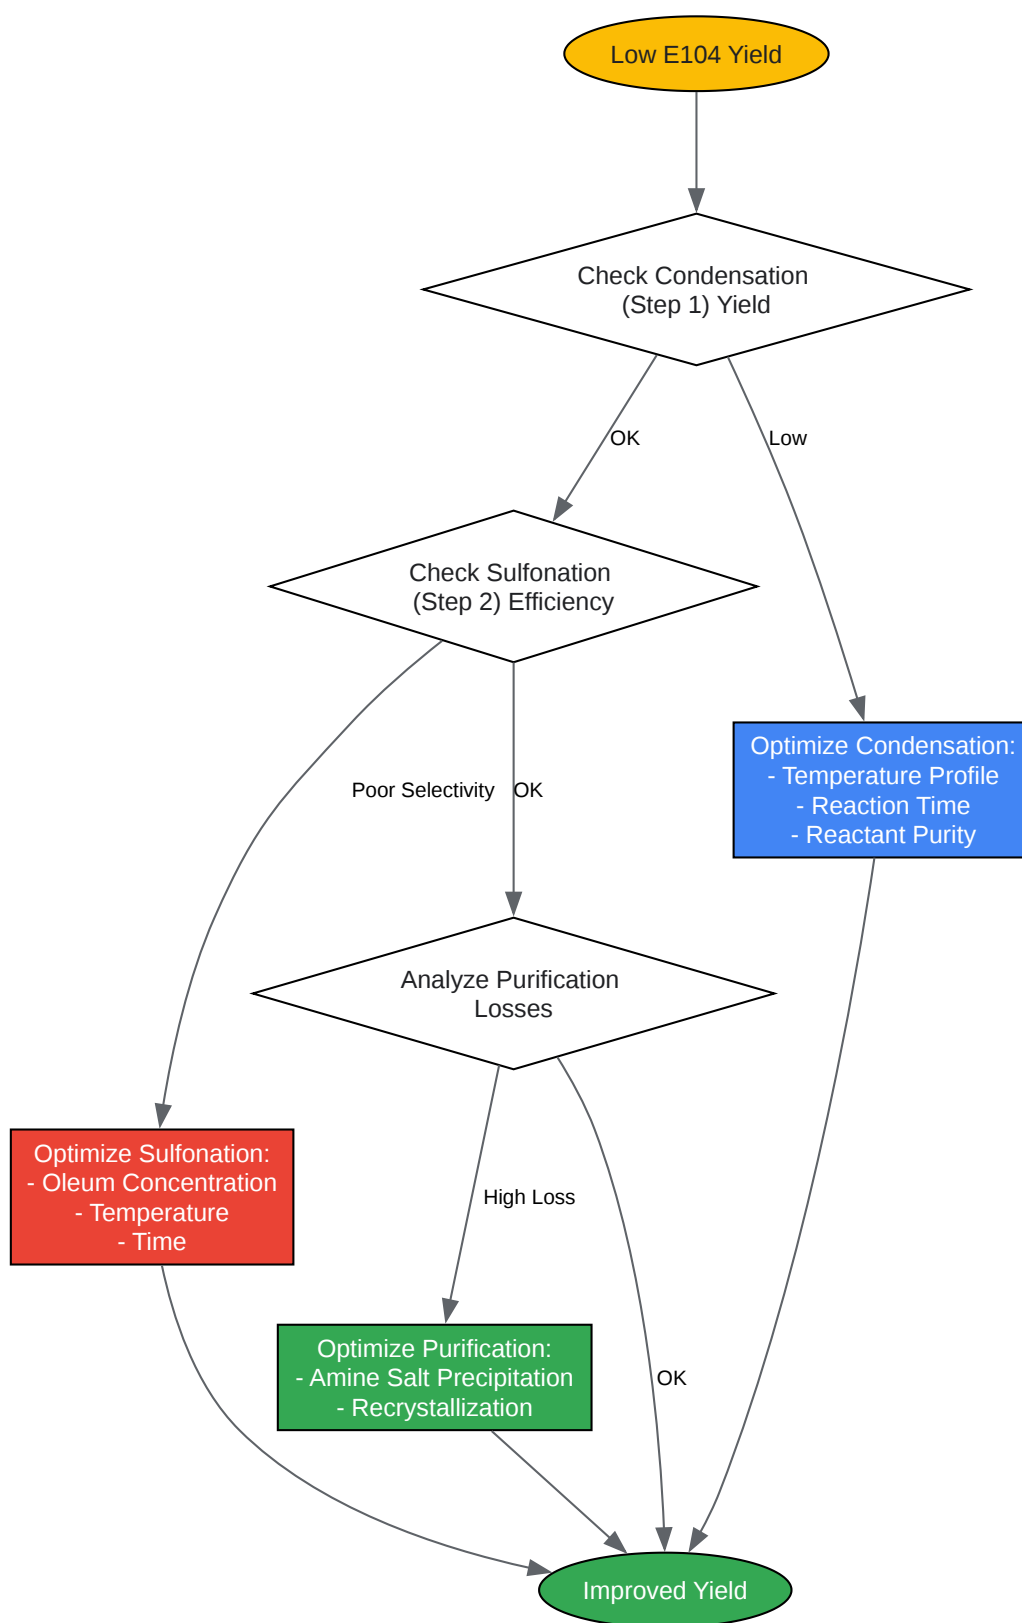 Low E104 Yield
Check Condensation
(Step 1) Yield
OK
Low
Check Sulfonation
(Step 2) Efficiency
Optimize Condensation:
- Temperature Profile
- Reaction Time
- Reactant Purity
Poor Selectivity
OK
Analyze Purification
Losses
Optimize Sulfonation:
- Oleum Concentration
- Temperature
- Time
High Loss
Optimize Purification:
- Amine Salt Precipitation
- Recrystallization
OK
Improved Yield